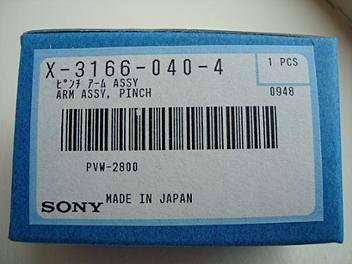 X-3166-040-4
1 PCS
ﾋﾟﾝﾁ ｱｰﾑ ASSY
ARM ASSY, PINCH
0948
PVW-2800
SONY MADE IN JAPAN